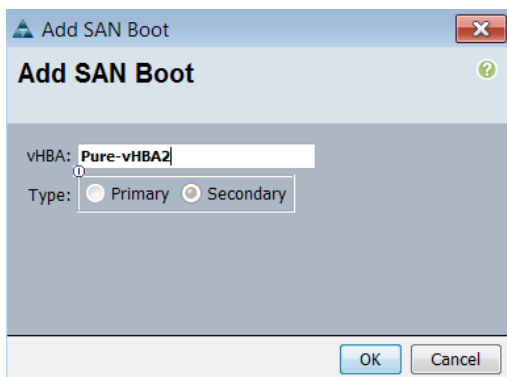 Add SAN Boot
Add SAN Boot
vHBA: Pure-vHBA2
Type: Primary Secondary
OK Cancel